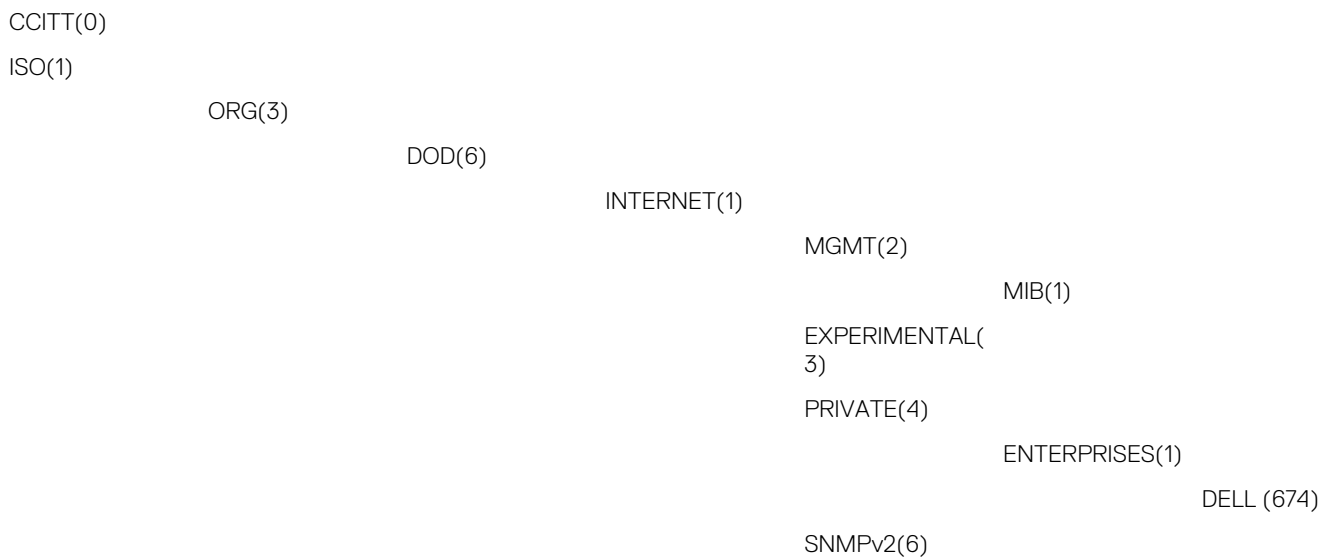 CCITT(0)
ISO(1)
ORG(3)
DOD(6)
INTERNET(1)
MGMT(2)
MIB(1)
EXPERIMENTAL(
3)
PRIVATE(4)
ENTERPRISES(1)
DELL (674)
SNMPv2(6)